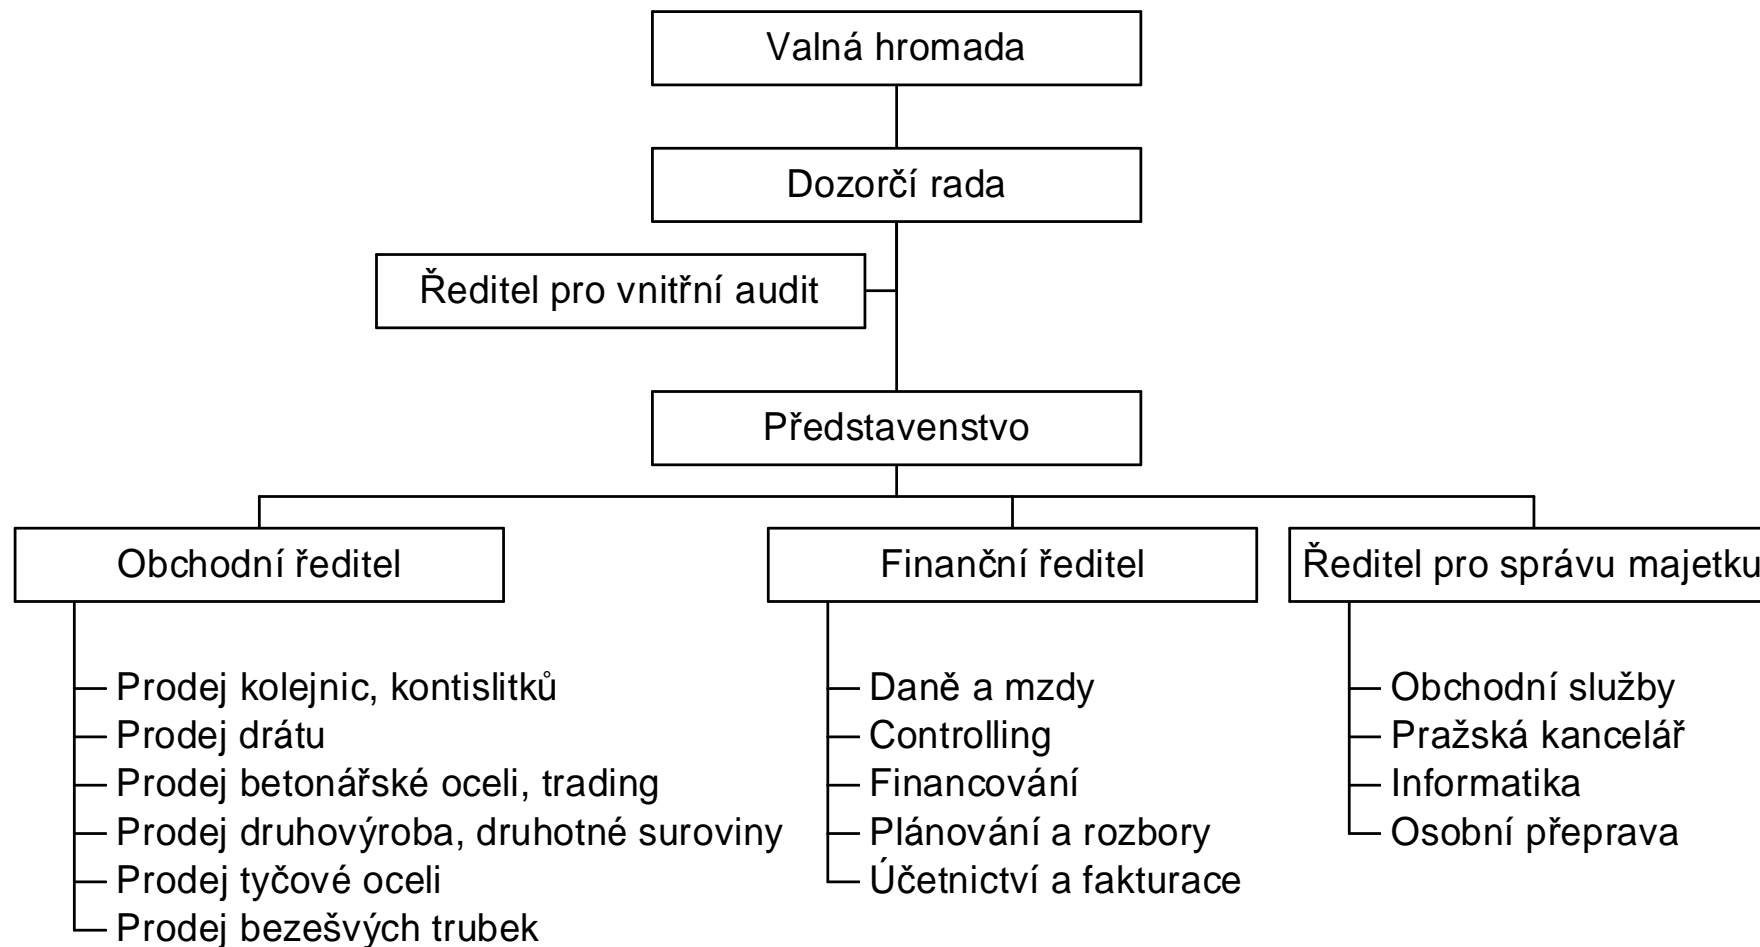 Valná hromada
Dozorčí rada
Ředitel pro vnitřní audit
Představenstvo
Obchodní ředitel
Finanční ředitel
Ředitel pro správu majetku
Prodej kolejnic, kontislitků
Prodej drátu
Prodej betonářské oceli, trading
Prodej druhovýroba, druhotné suroviny
Prodej tyčové oceli
Prodej bezešvých trubek
Daně a mzdy
Controlling
Financování
Plánování a rozbory
Účetnictví a fakturace
Obchodní služby
Pražská kancelář
Informatika
Osobní přeprava